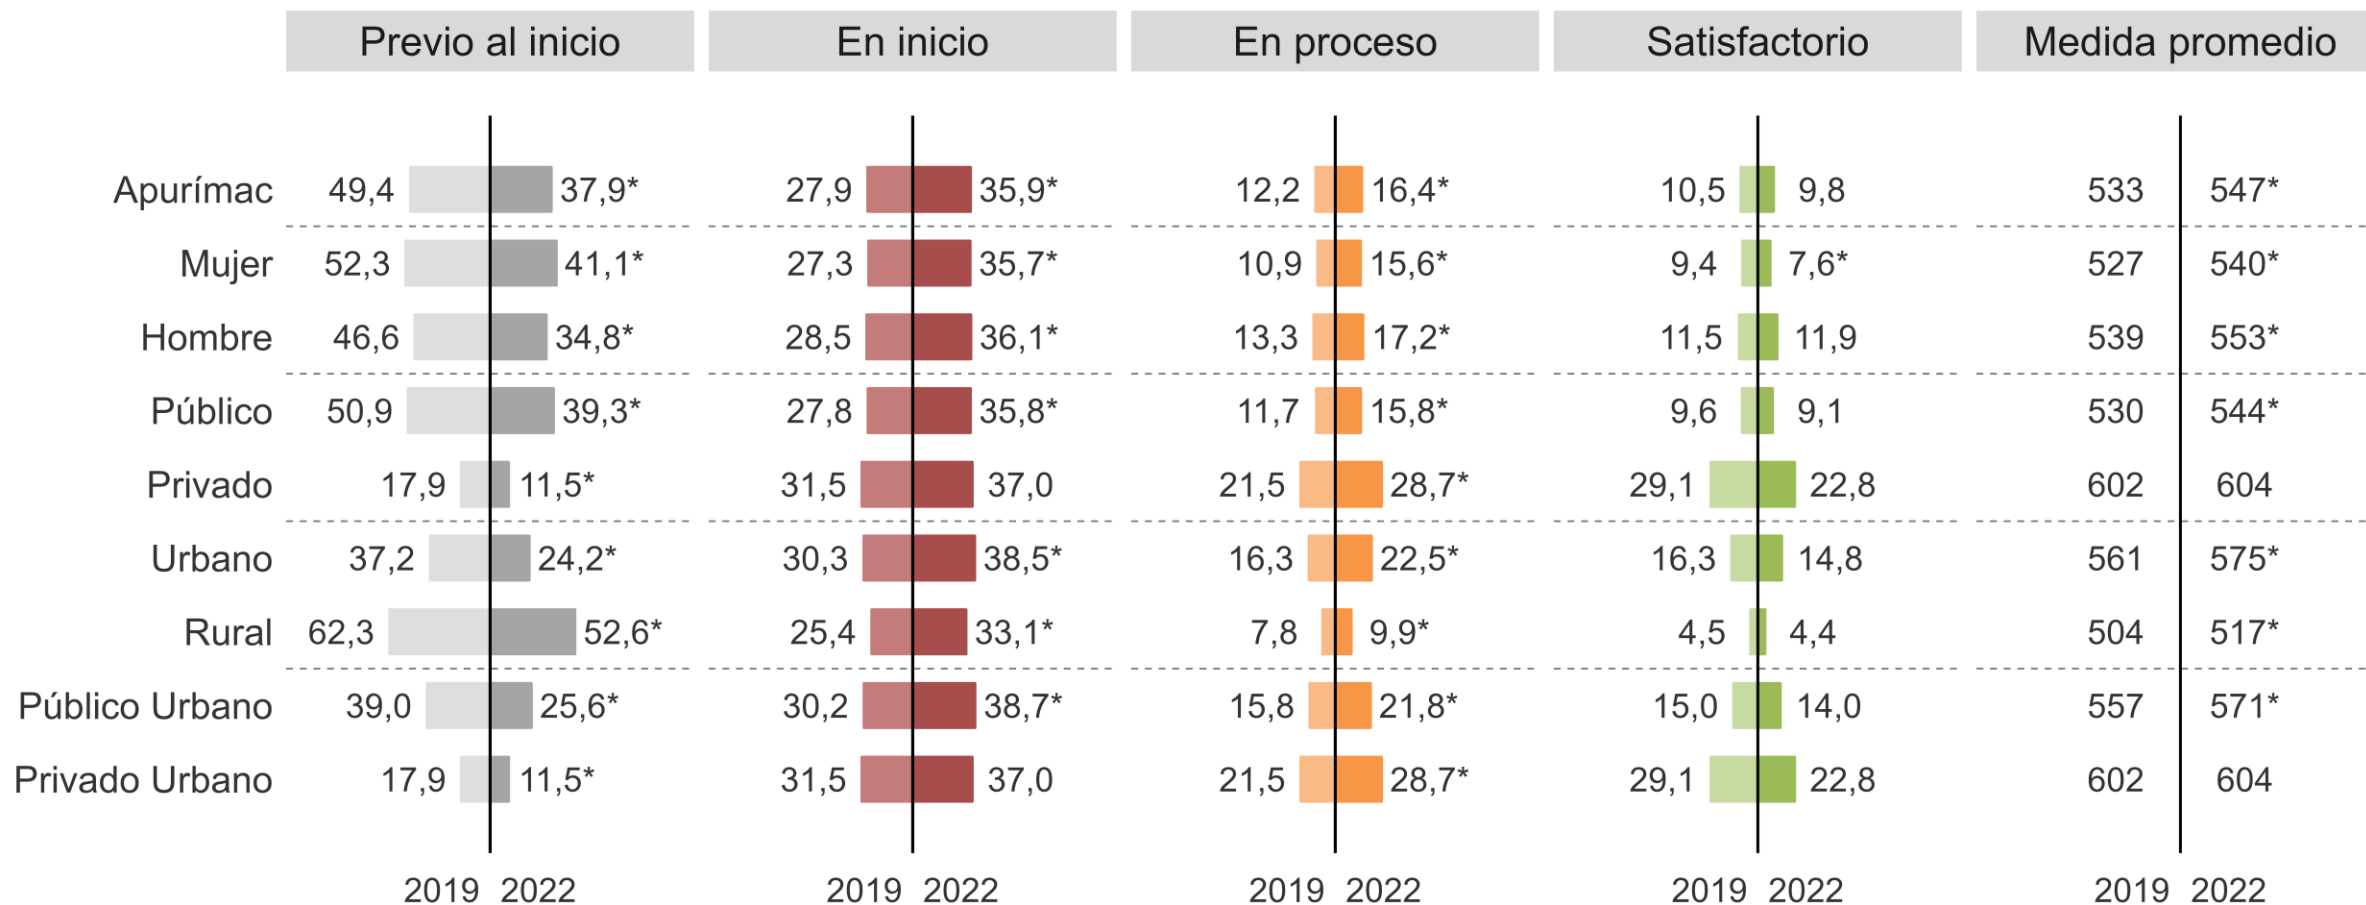 Previo al inicio En inicio En proceso Satisfactorio Medida promedio
Apurímac 49,4 37,9* 27,9 35,9* 12,2 16,4* 10,5 9,8 533 547*
Mujer 52,3 41,1* 27,3 35,7* 10,9 15,6* 9,4 7,6* 527 540*
Hombre 46,6 34,8* 28,5 36,1* 13,3 17,2* 11,5 11,9 539 553*
Público 50,9 39,3* 27,8 35,8* 11,7 15,8* 9,6 9,1 530 544*
Privado 17,9 11,5* 31,5 37,0 21,5 28,7* 29,1 22,8 602 604
Urbano 37,2 24,2* 30,3 38,5* 16,3 22,5* 16,3 14,8 561 575*
Rural 62,3 52,6* 25,4 33,1* 7,8 9,9* 4,5 4,4 504 517*
Público Urbano 39,0 25,6* 30,2 38,7* 15,8 21,8* 15,0 14,0 557 571*
Privado Urbano 17,9 11,5* 31,5 37,0 21,5 28,7* 29,1 22,8 602 604
2019 2022 2019 2022 2019 2022 2019 2022 2019 2022